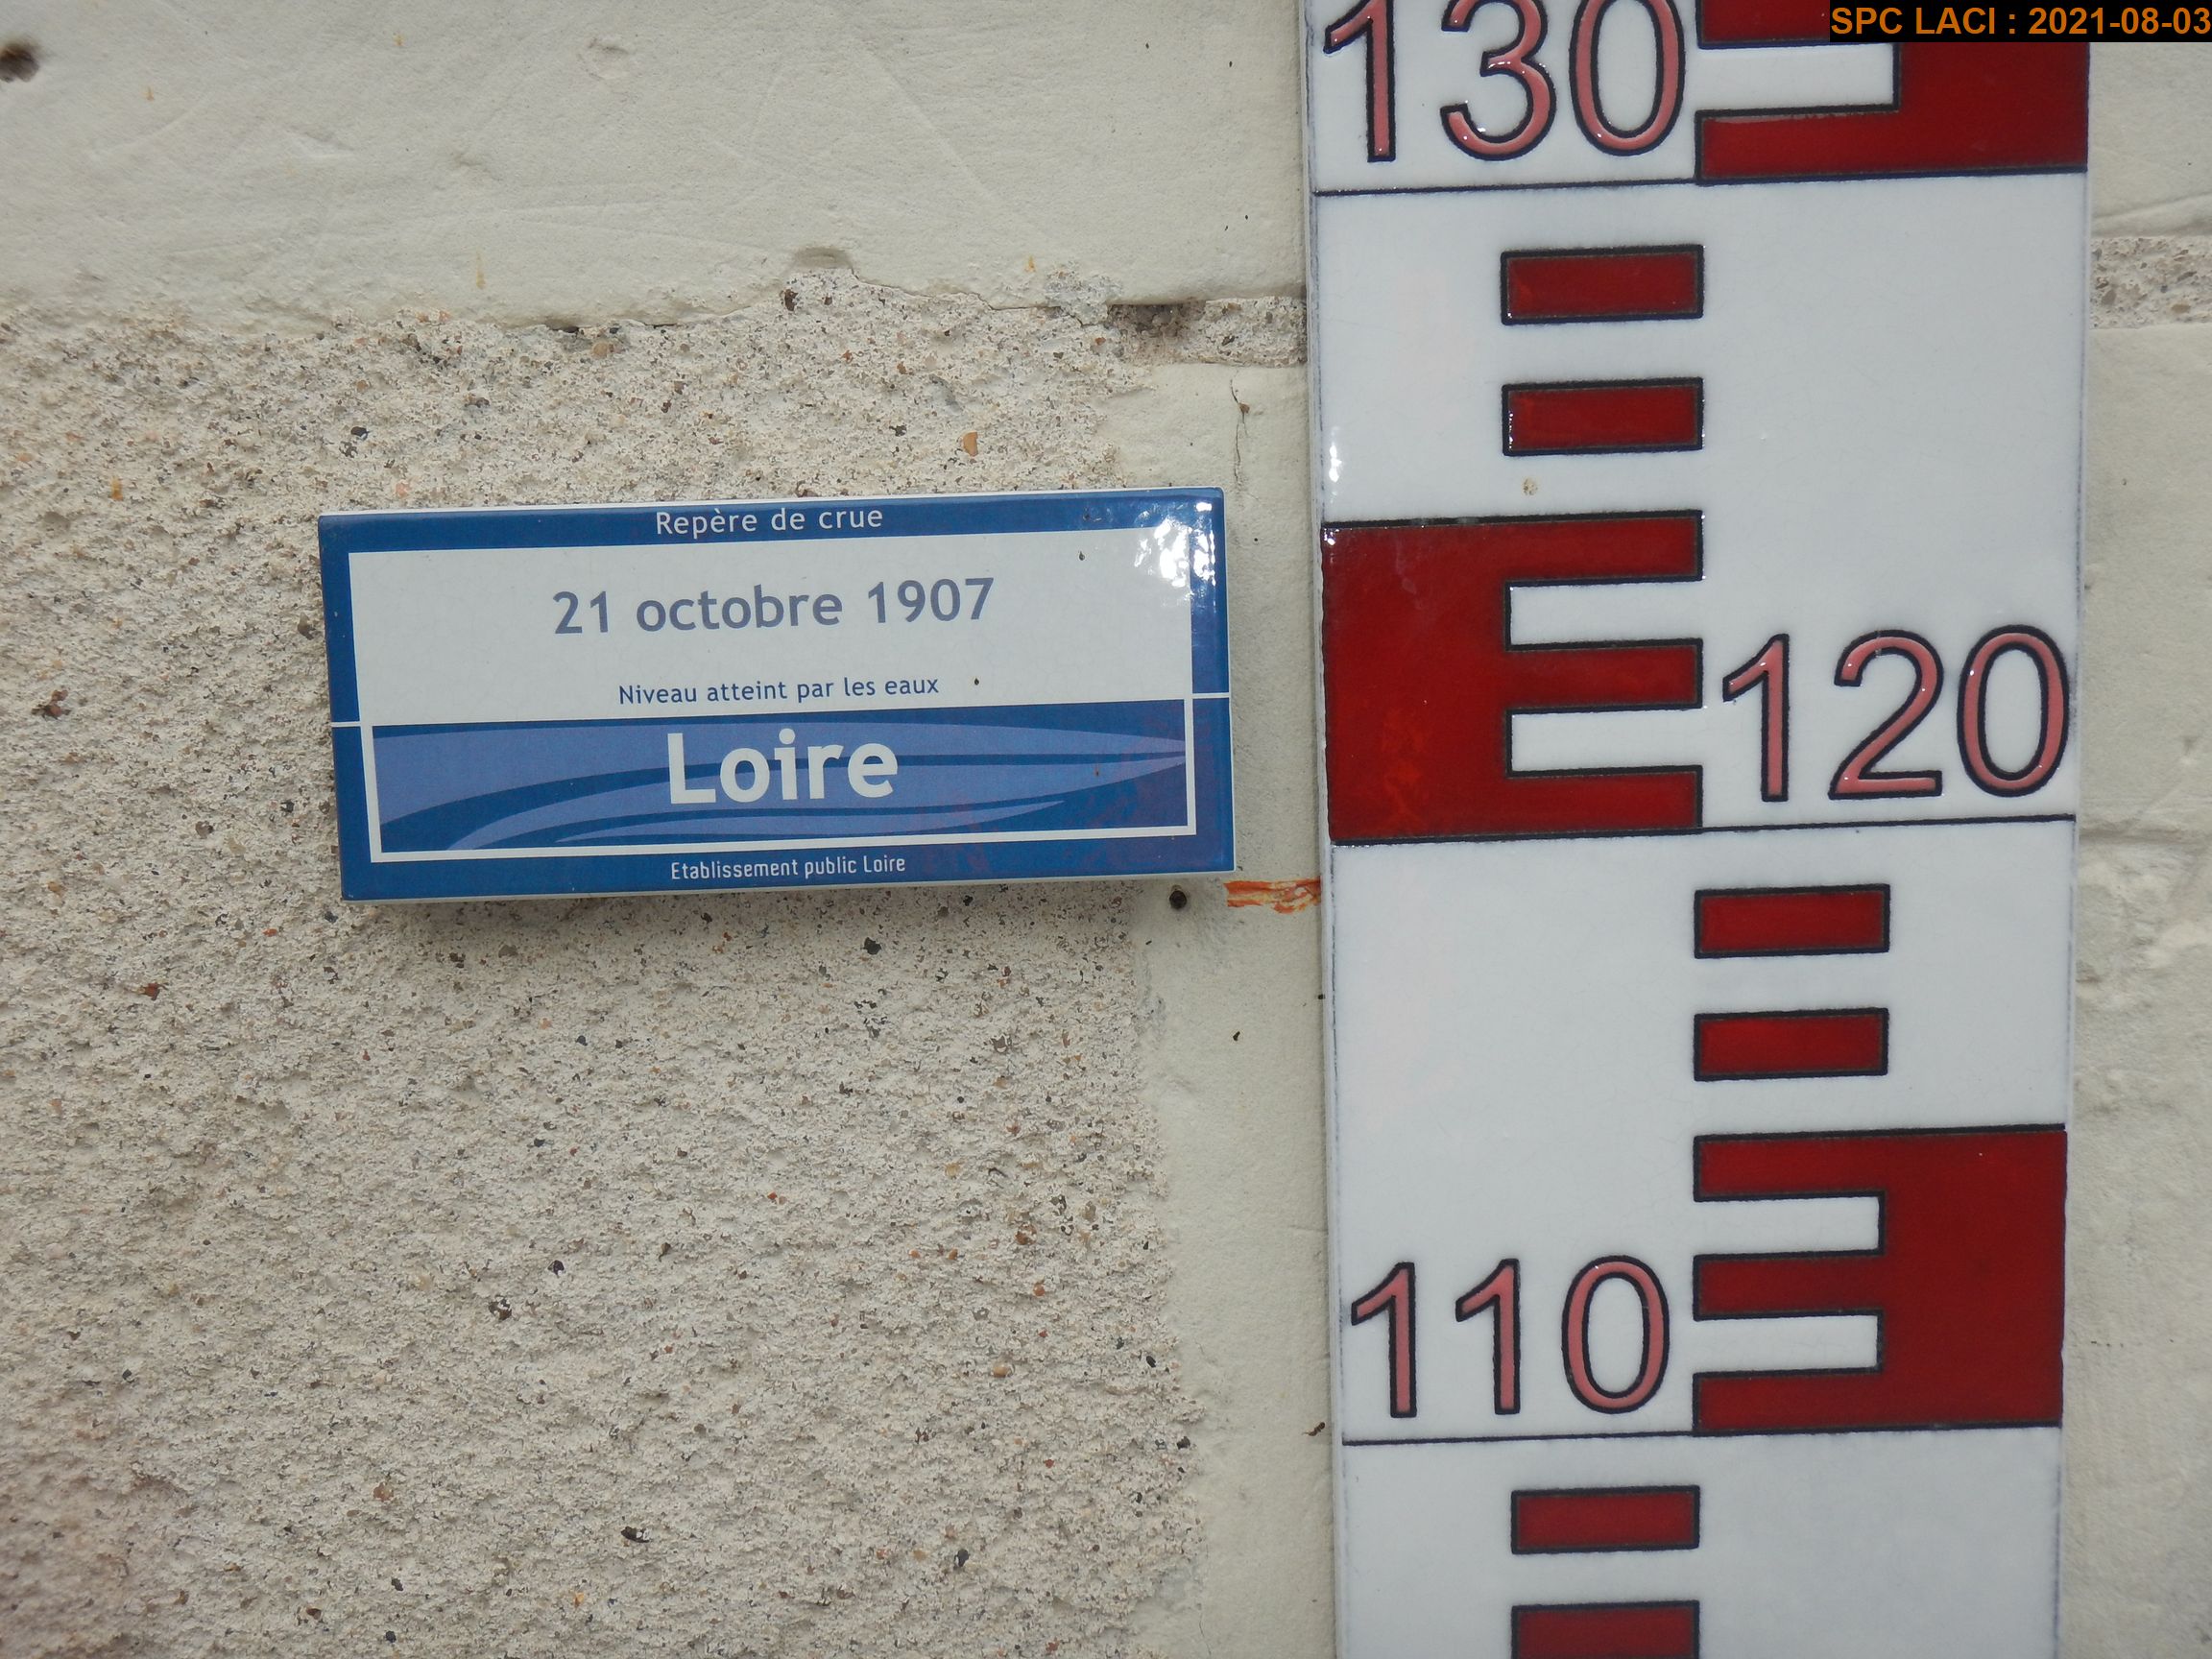 SPC LACI : 2021-08-03
130
Repère de crue
21 octobre 1907
Niveau atteint par les eaux
Loire
Etablissement public Loire
120
110